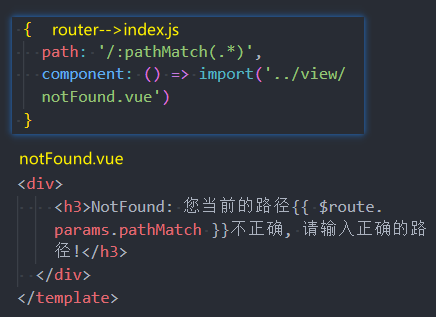 { router-->index.js
path: '/:pathMatch(.*)',
component: () => import('../view/
notFound.vue')
}
notFound.vue
<div>
<h3>NotFound: 您当前的路径{{ $route.
params.pathMatch }}不正确, 请输入正确的路
径!</h3>
</div>
</template>